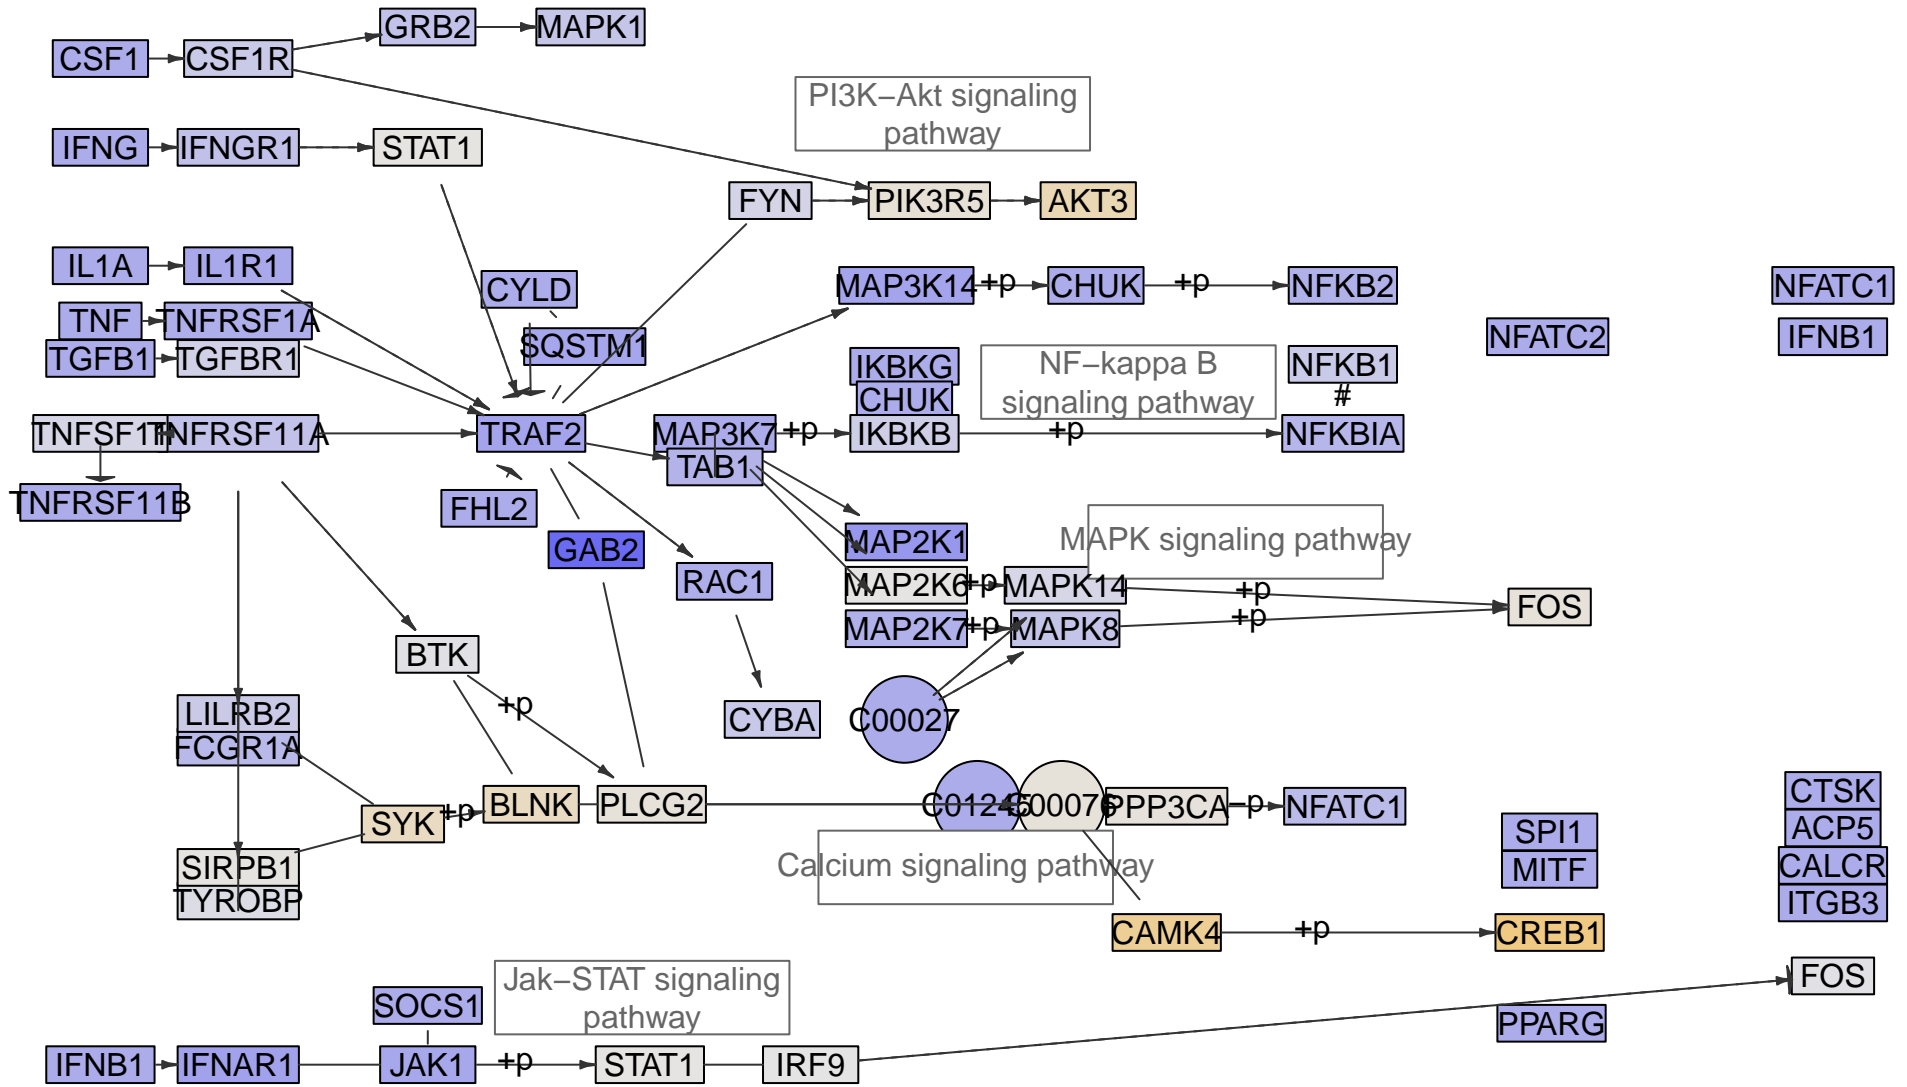 GRB2
MAPK1
CSF1
CSF1R
PI3K−Akt signaling
pathway
IFNG
IFNGR1
STAT1
FYN
PIK3R5
AKT3
IL1A
IL1R1
CYLD
MAP3K14
+p
CHUK
+p
NFKB2
NFATC1
TNF
TNFRSF1A
SQSTM1
NFATC2
IFNB1
TGFB1
TGFBR1
IKBKG
NF−kappa B
signaling pathway
NFKB1
#
CHUK
TNFSF11
TNFRSF11A
TRAF2
MAP3K7
+p
IKBKB
+p
NFKBIA
TAB1
TNFRSF11B
FHL2
GAB2
MAP2K1
MAPK signaling pathway
RAC1
MAP2K6
+p
MAPK14
+p
FOS
MAP2K7
+p
MAPK8
+p
BTK
+p
LILRB2
CYBA
C00027
FCGR1A
SYK
+p
BLNK
PLCG2
C01245
C00076
PPP3CA
−p
NFATC1
CTSK
SPI1
ACP5
SIRPB1
Calcium signaling pathway
MITF
CALCR
TYROBP
ITGB3
CAMK4
+p
CREB1
Jak−STAT signaling
pathway
FOS
SOCS1
PPARG
IFNB1
IFNAR1
JAK1
+p
STAT1
IRF9